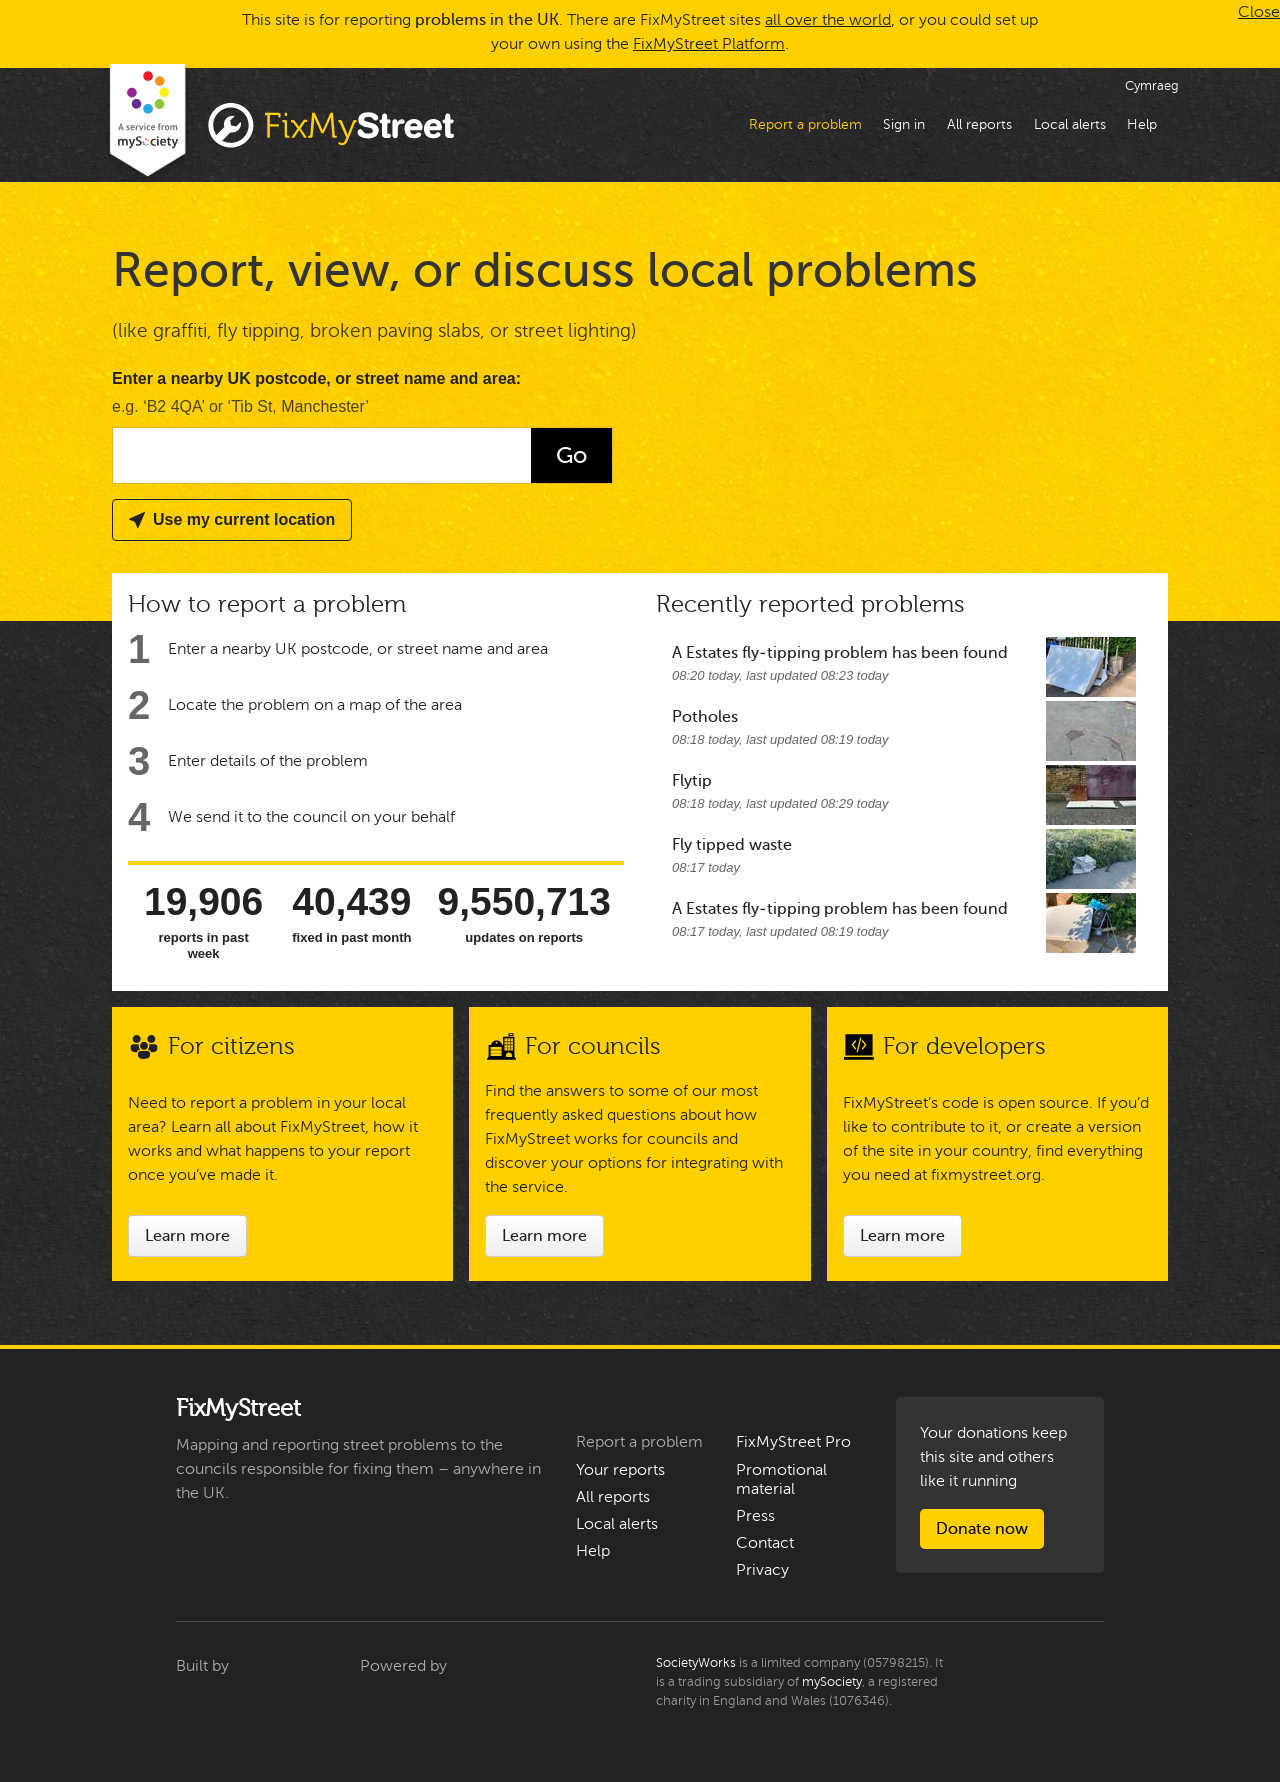 This site is for reporting problems in the UK. There are FixMyStreet sites all over the world, or you could set up
your own using the FixMyStreet Platform.
Close
Cymraeg
A service from
mySociety
FixMyStreet
Report a problem
Sign in
All reports
Local alerts
Help
Report, view, or discuss local problems
(like graffiti, fly tipping, broken paving slabs, or street lighting)
Enter a nearby UK postcode, or street name and area:
e.g. ‘B2 4QA’ or ‘Tib St, Manchester’
Go
Use my current location
How to report a problem
1 Enter a nearby UK postcode, or street name and area
2 Locate the problem on a map of the area
3 Enter details of the problem
4 We send it to the council on your behalf
19,906
reports in past
week
40,439
fixed in past month
9,550,713
updates on reports
Recently reported problems
A Estates fly-tipping problem has been found
08:20 today, last updated 08:23 today
Potholes
08:18 today, last updated 08:19 today
Flytip
08:18 today, last updated 08:29 today
Fly tipped waste
08:17 today
A Estates fly-tipping problem has been found
08:17 today, last updated 08:19 today
For citizens
Need to report a problem in your local
area? Learn all about FixMyStreet, how it
works and what happens to your report
once you’ve made it.
Learn more
For councils
Find the answers to some of our most
frequently asked questions about how
FixMyStreet works for councils and
discover your options for integrating with
the service.
Learn more
For developers
FixMyStreet’s code is open source. If you’d
like to contribute to it, or create a version
of the site in your country, find everything
you need at fixmystreet.org.
Learn more
FixMyStreet
Mapping and reporting street problems to the
councils responsible for fixing them – anywhere in
the UK.
Report a problem
Your reports
All reports
Local alerts
Help
FixMyStreet Pro
Promotional
material
Press
Contact
Privacy
Your donations keep
this site and others
like it running
Donate now
Built by
Powered by
SocietyWorks is a limited company (05798215). It
is a trading subsidiary of mySociety, a registered
charity in England and Wales (1076346).